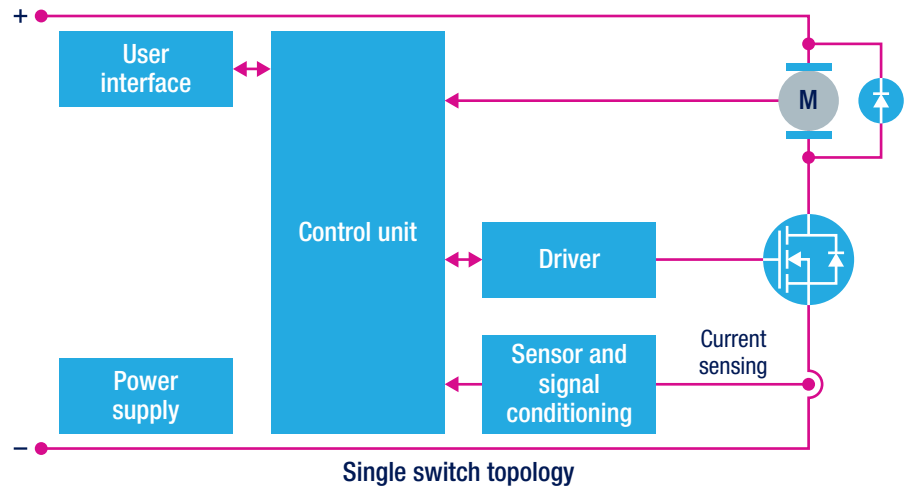 +
User
interface
M
Control unit
Driver
Current
sensing
Sensor and
signal
conditioning
Power
supply
–
Single switch topology